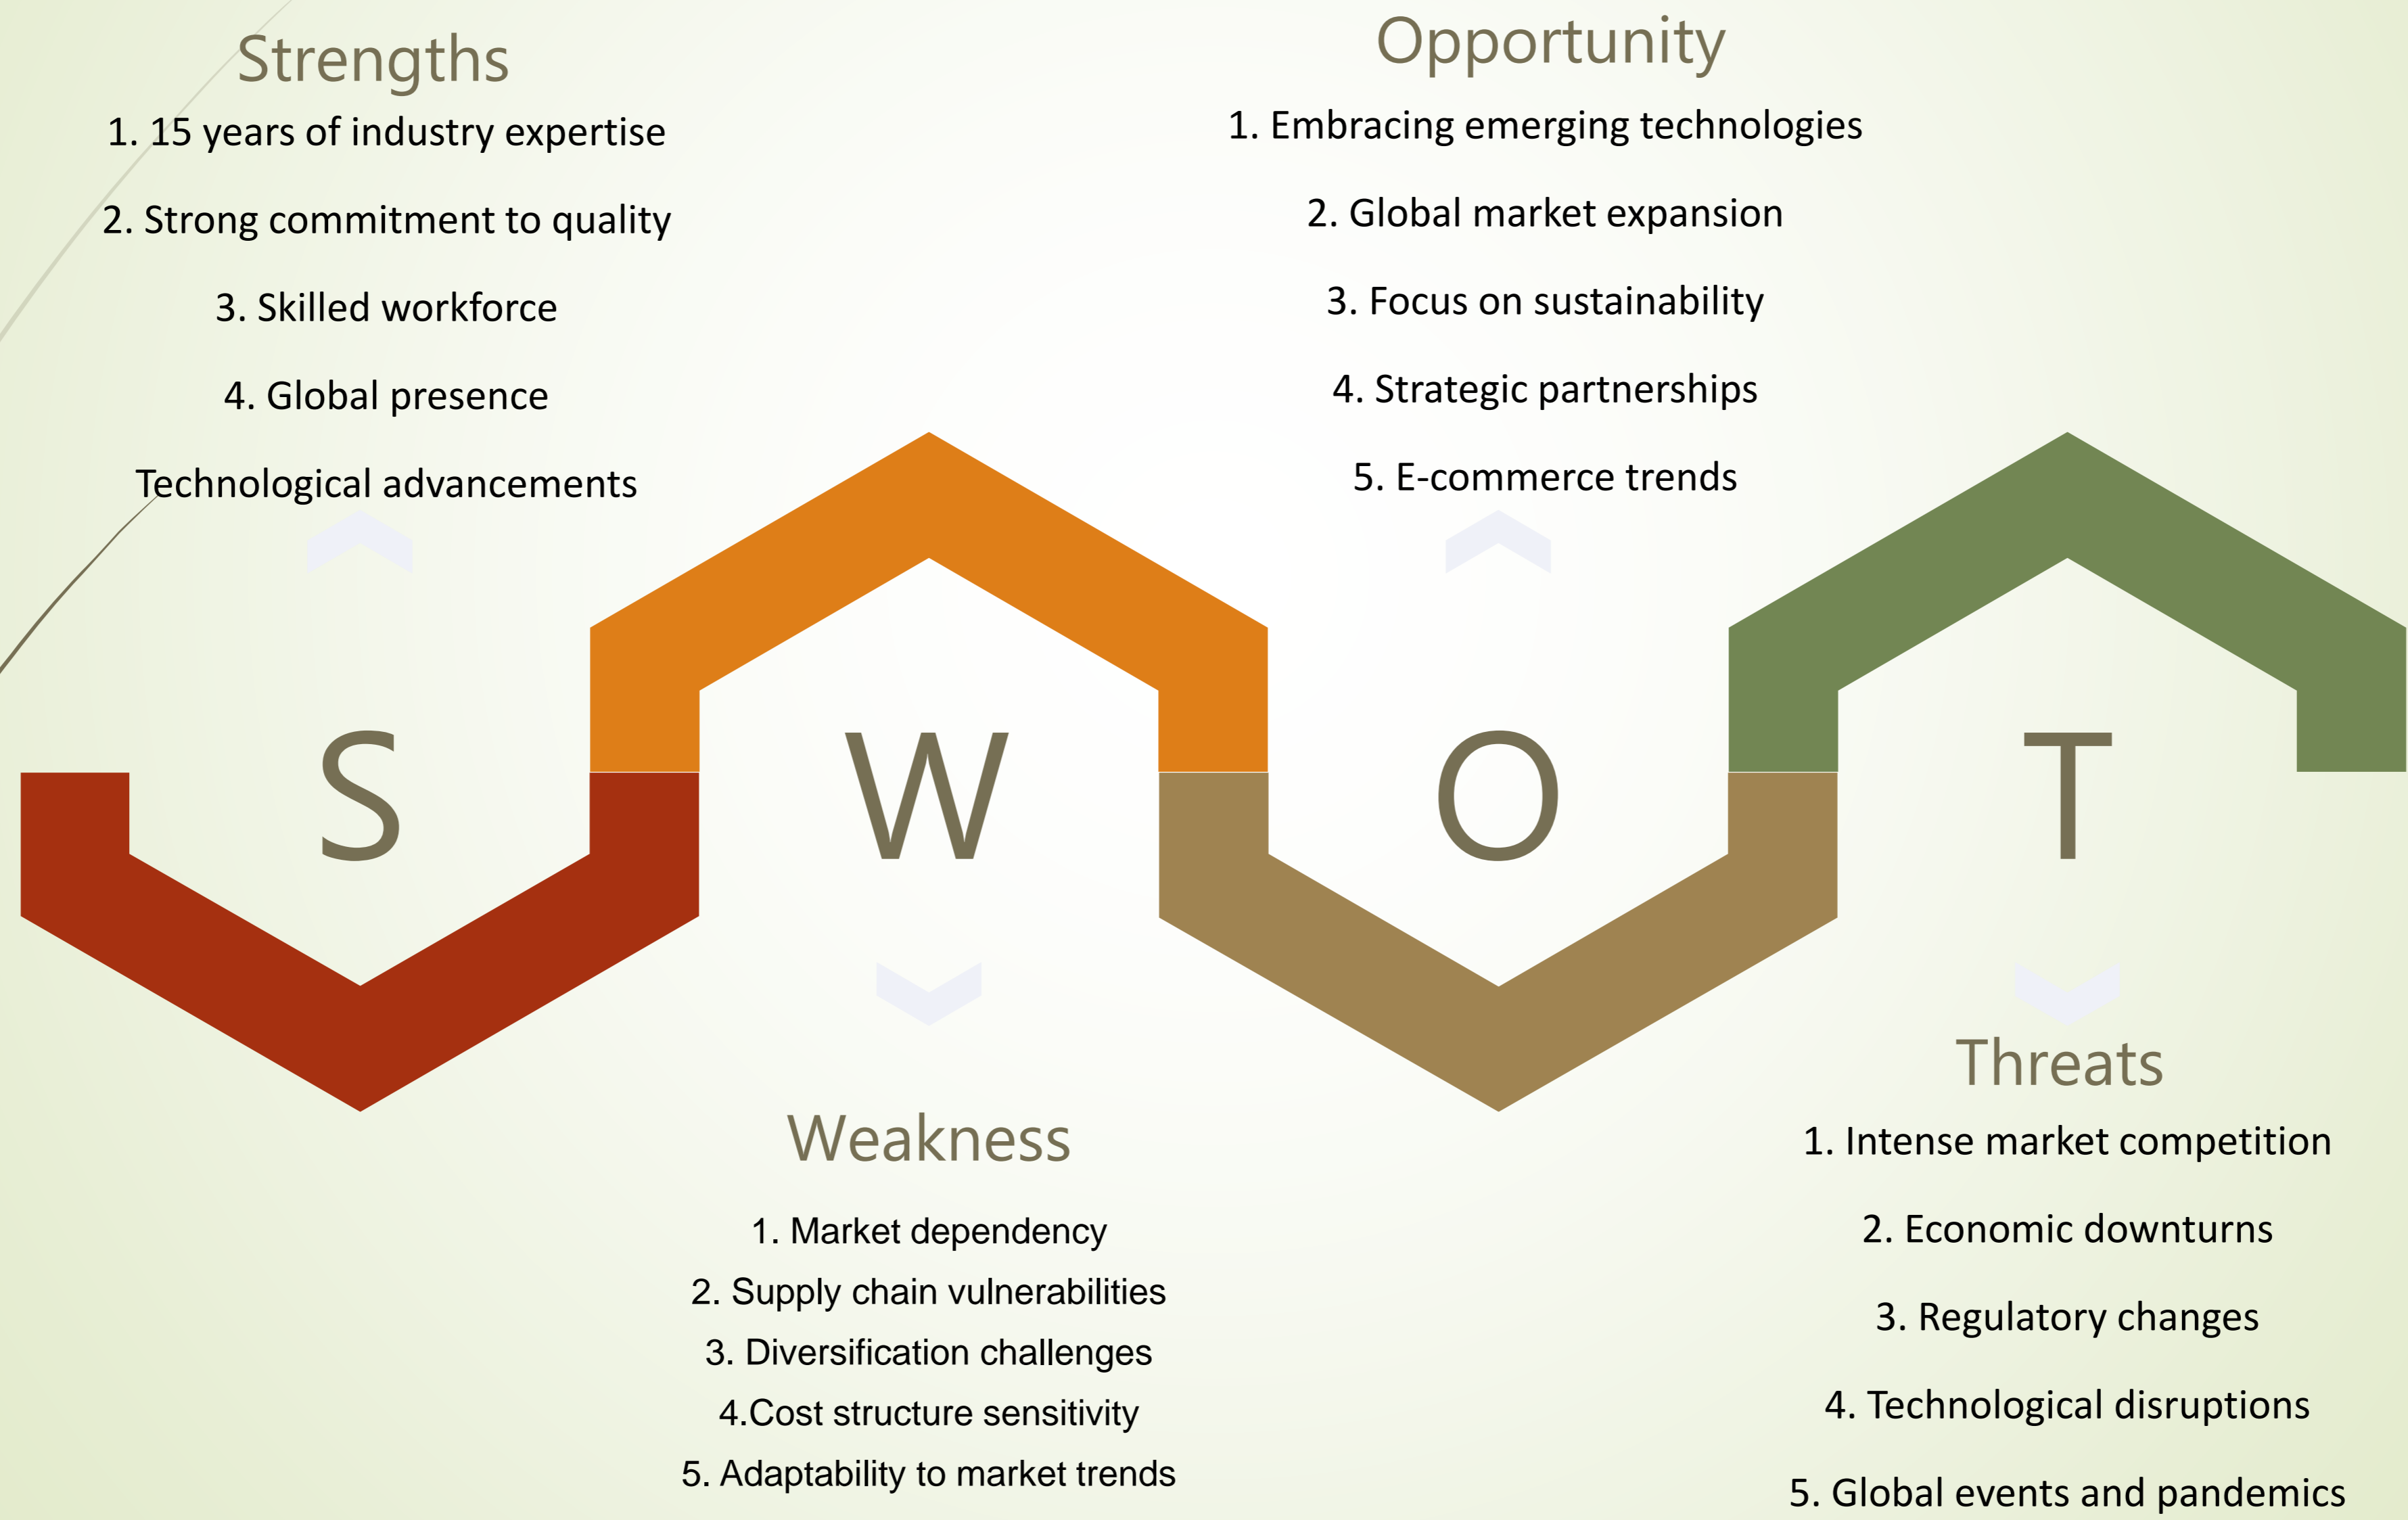 Strengths
1. 15 years of industry expertise
2. Strong commitment to quality
3. Skilled workforce
4. Global presence
Technological advancements
Opportunity
1. Embracing emerging technologies
2. Global market expansion
3. Focus on sustainability
4. Strategic partnerships
5. E-commerce trends
S W O T
Weakness
1. Market dependency
2. Supply chain vulnerabilities
3. Diversification challenges
4.Cost structure sensitivity
5. Adaptability to market trends
Threats
1. Intense market competition
2. Economic downturns
3. Regulatory changes
4. Technological disruptions
5. Global events and pandemics